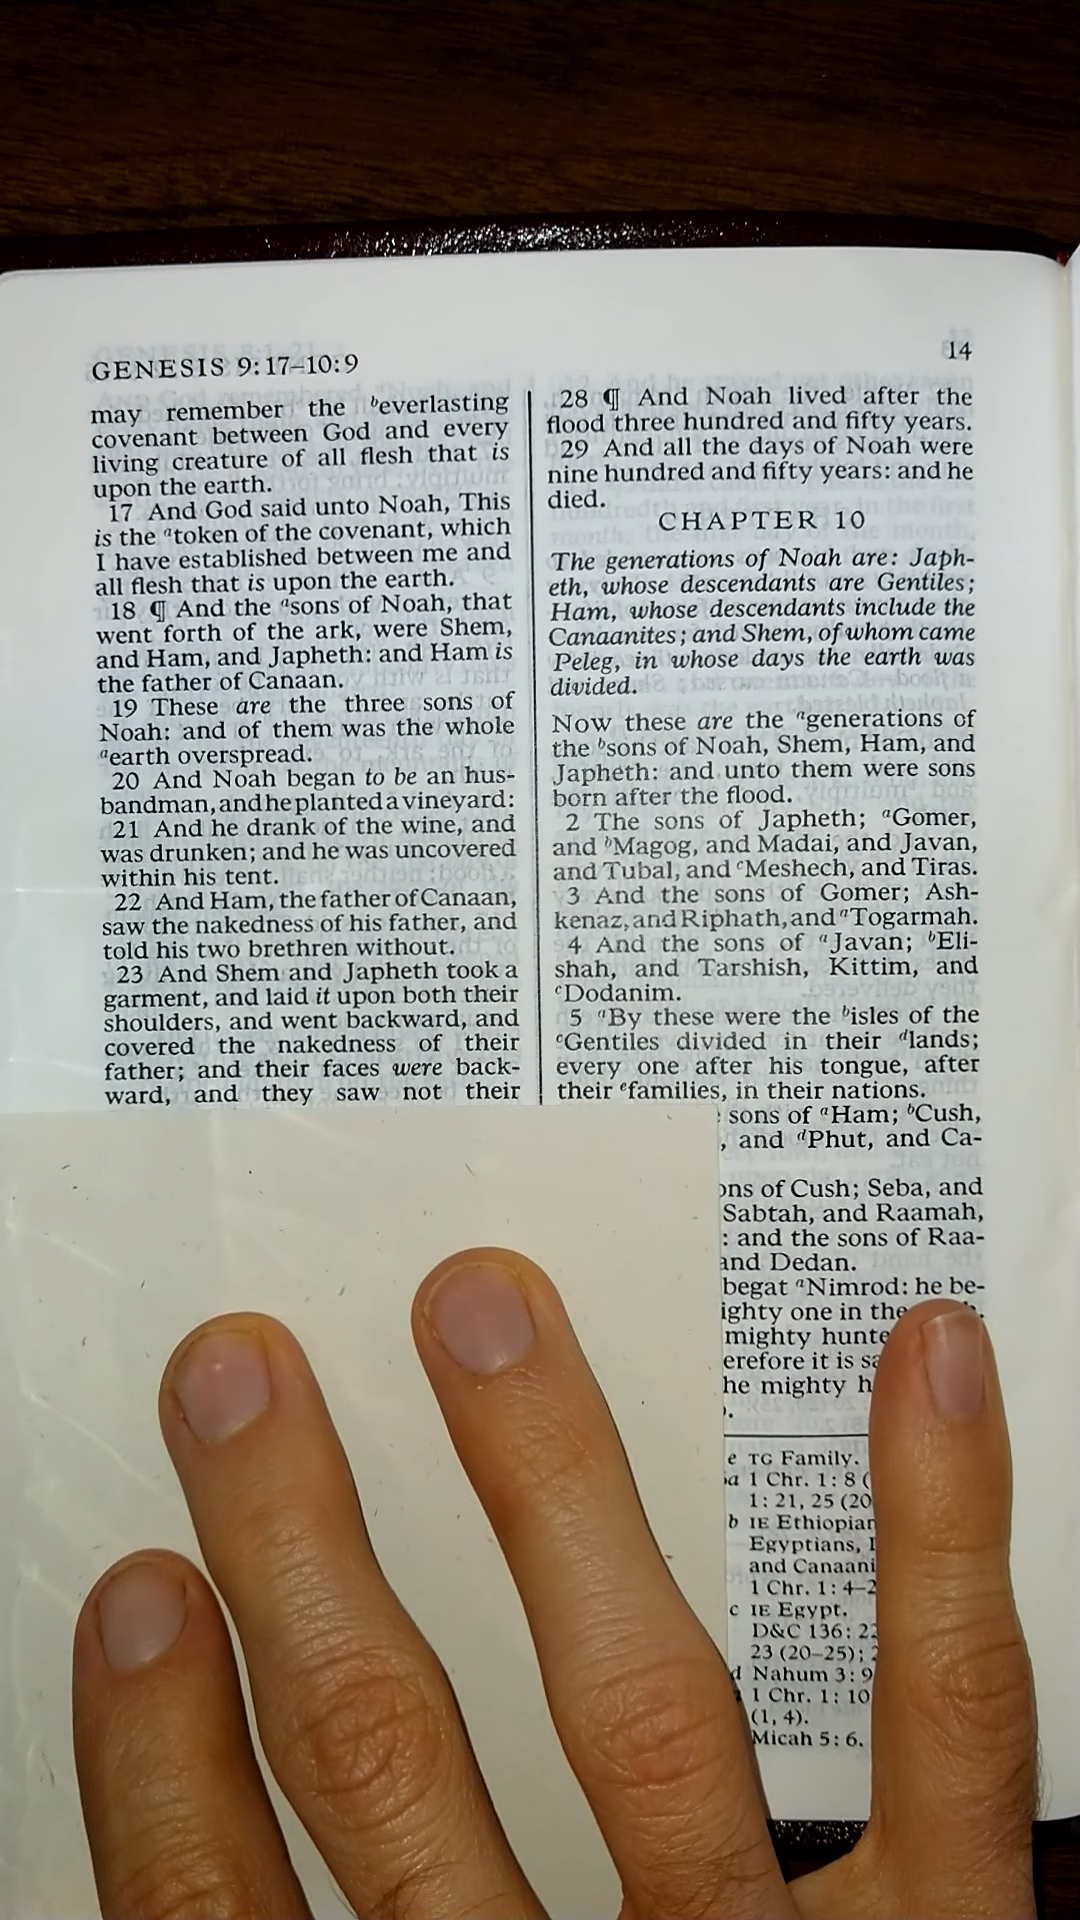 GENESIS 9:17–10:9
14
may remember the beverlasting
covenant between God and every
living creature of all flesh that is
upon the earth.
17 And God said unto Noah, This
is the atoken of the covenant, which
I have established between me and
all flesh that is upon the earth.
18 ¶ And the asons of Noah, that
went forth of the ark, were Shem,
and Ham, and Japheth: and Ham is
the father of Canaan.
19 These are the three sons of
Noah: and of them was the whole
aearth overspread.
20 And Noah began to be an hus-
bandman, and he planted a vineyard:
21 And he drank of the wine, and
was drunken; and he was uncovered
within his tent.
22 And Ham, the father of Canaan,
saw the nakedness of his father, and
told his two brethren without.
23 And Shem and Japheth took a
garment, and laid it upon both their
shoulders, and went backward, and
covered the nakedness of their
father; and their faces were back-
ward, and they saw not their
28 ¶ And Noah lived after the
flood three hundred and fifty years.
29 And all the days of Noah were
nine hundred and fifty years: and he
died.
CHAPTER 10
The generations of Noah are: Japh-
eth, whose descendants are Gentiles;
Ham, whose descendants include the
Canaanites; and Shem, of whom came
Peleg, in whose days the earth was
divided.
Now these are the agenerations of
the bsons of Noah, Shem, Ham, and
Japheth: and unto them were sons
born after the flood.
2 The sons of Japheth; aGomer,
and bMagog, and Madai, and Javan,
and Tubal, and cMeshech, and Tiras.
3 And the sons of Gomer; Ash-
kenaz, and Riphath, and aTogarmah.
4 And the sons of aJavan; bEli-
shah, and Tarshish, Kittim, and
cDodanim.
5 aBy these were the bisles of the
cGentiles divided in their dlands;
every one after his tongue, after
their efamilies, in their nations.
sons of aHam; bCush,
, and dPhut, and Ca-
ons of Cush; Seba, and
Sabtah, and Raamah,
: and the sons of Raa-
and Dedan.
begat aNimrod: he be-
ighty one in the
mighty hunte
erefore it is sa
he mighty h
e TG Family.
a 1 Chr. 1: 8 (
1: 21, 25 (20
b IE Ethiopian
Egyptians, L
and Canaani
1 Chr. 1: 4–2
c IE Egypt.
D&C 136: 22
23 (20–25); 2
d Nahum 3: 9
1 Chr. 1: 10
(1, 4).
Micah 5: 6.